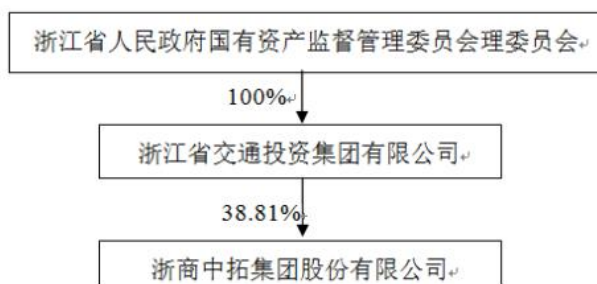 浙江省人民政府国有资产监督管理委员会理委员会
100%
浙江省交通投资集团有限公司
38.81%
浙商中拓集团股份有限公司